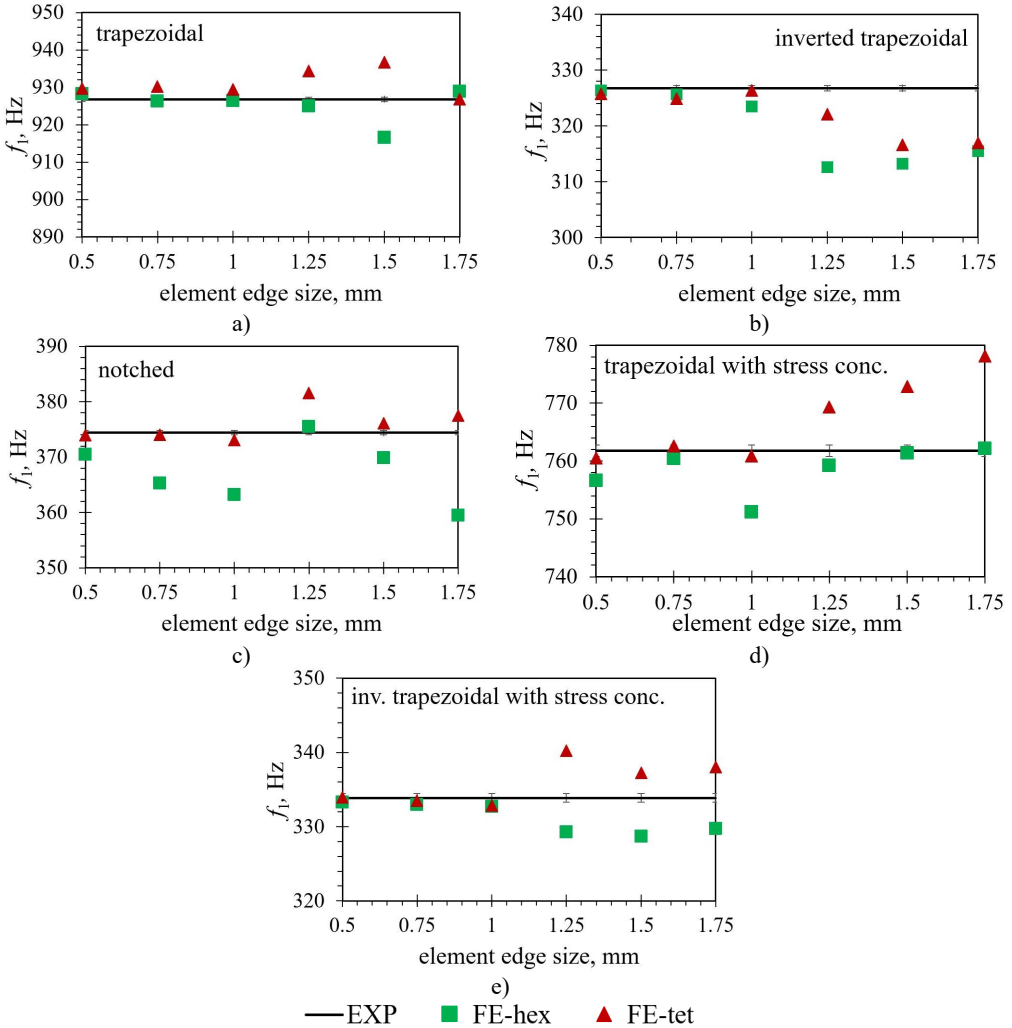 950
940
930
920
910
900
890
trapezoidal
f₁, Hz
0.5 0.75 1 1.25 1.5 1.75
element edge size, mm
a)
340
330
320
310
300
inverted trapezoidal
f₁, Hz
0.5 0.75 1 1.25 1.5 1.75
element edge size, mm
b)
390
380
370
360
350
notched
f₁, Hz
0.5 0.75 1 1.25 1.5 1.75
element edge size, mm
c)
780
770
760
750
740
trapezoidal with stress conc.
f₁, Hz
0.5 0.75 1 1.25 1.5 1.75
element edge size, mm
d)
350
340
330
320
inv. trapezoidal with stress conc.
f₁, Hz
0.5 0.75 1 1.25 1.5 1.75
element edge size, mm
e)
EXP FE-hex FE-tet